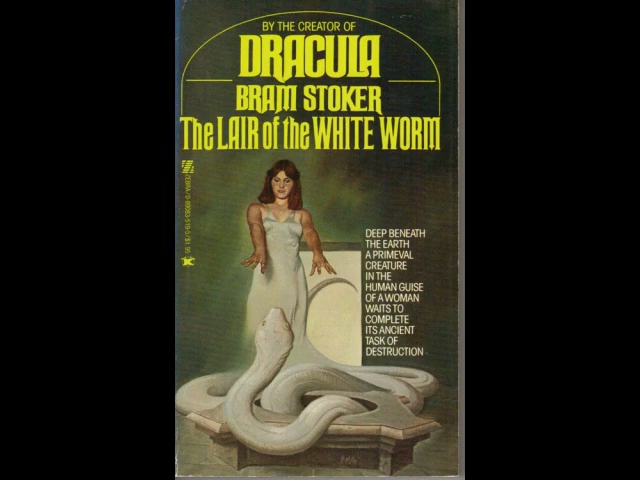 BY THE CREATOR OF
DRACULA
BRAM STOKER
The LAIR of the WHITE WORM
DEEP BENEATH
THE EARTH
A PRIMEVAL
CREATURE
IN THE
HUMAN GUISE
OF A WOMAN
WAITS TO
COMPLETE
ITS ANCIENT
TASK OF
DESTRUCTION